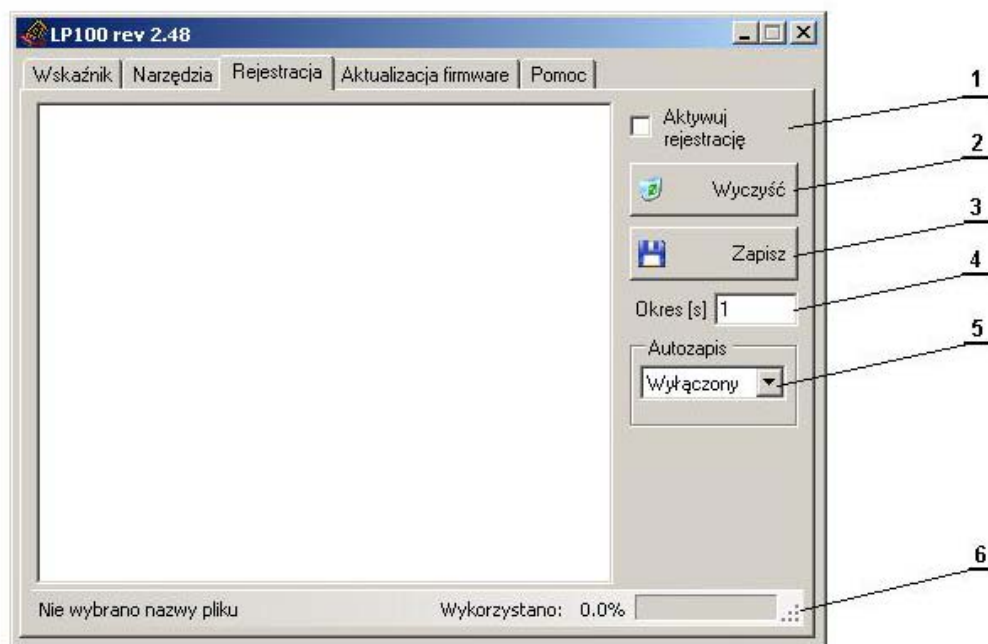 LP100 rev 2.48
Wskaźnik Narzędzia Rejestracja Aktualizacja firmware Pomoc
Aktywuj
rejestrację
1
Wyczyść
2
Zapisz
3
Okres [s] 1
4
Autozapis
Wyłączony
5
6
Nie wybrano nazwy pliku Wykorzystano: 0.0%